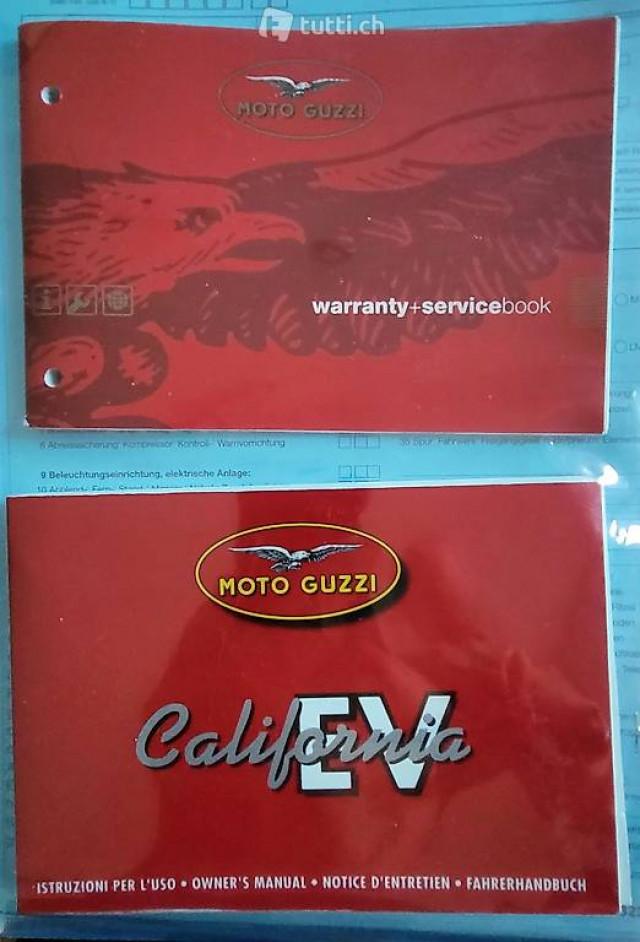 tutti.ch
MOTO GUZZI
warranty+servicebook
6 Abreisssicherung Kompressor Kontroll- Warnvorrichtung
9 Beleuchtungseinrichtung, elektrische Anlage:
MOTO GUZZI
California EV
ISTRUZIONI PER L'USO • OWNER'S MANUAL • NOTICE D'ENTRETIEN • FAHRERHANDBUCH